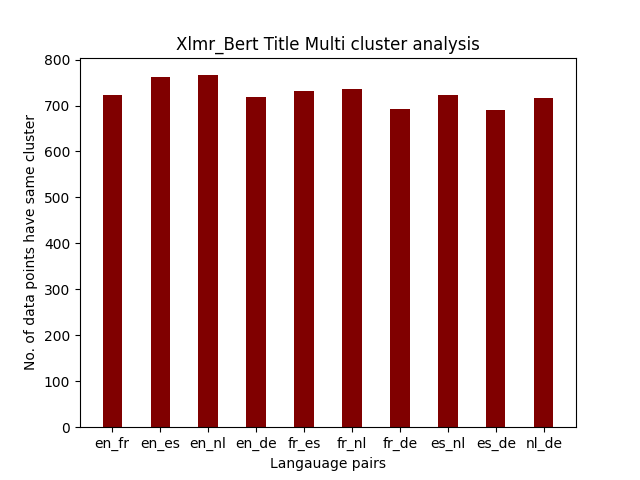 Xlmr_Bert Title Multi cluster analysis
No. of data points have same cluster
800
700
600
500
400
300
200
100
0
en_fr en_es en_nl en_de fr_es fr_nl fr_de es_nl es_de nl_de
Langauage pairs